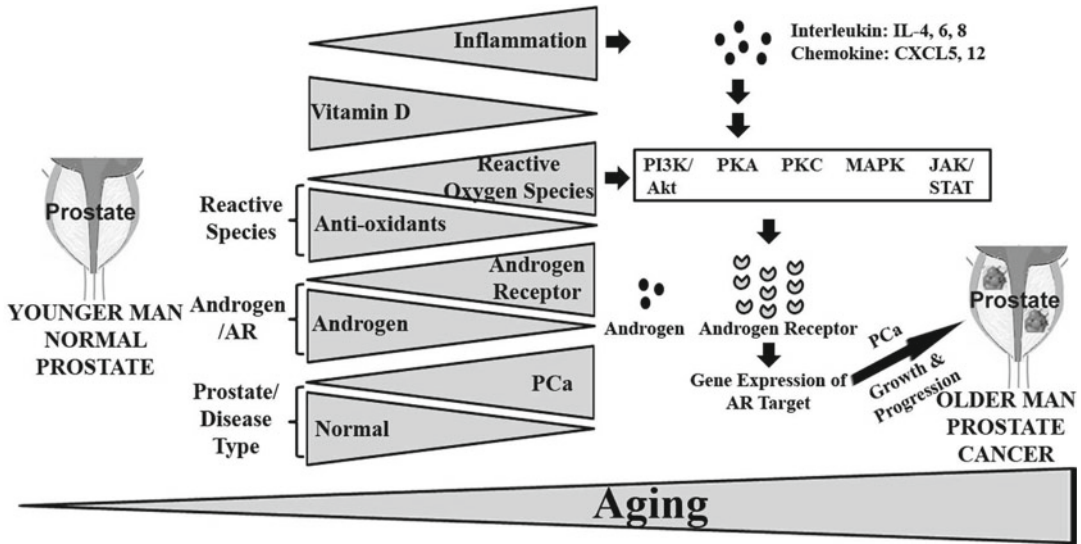 Inflammation
Interleukin: IL-4, 6, 8
Chemokine: CXCL5, 12
Vitamin D
Reactive
Oxygen Species
PI3K/
Akt
PKA
PKC
MAPK
JAK/
STAT
Prostate
YOUNGER MAN
NORMAL
PROSTATE
Reactive
Species
Anti-oxidants
Androgen
Receptor
Androgen
/AR
Androgen
Androgen
Androgen Receptor
Gene Expression of
AR Target
PCa
Growth &
Progression
Prostate
OLDER MAN
PROSTATE
CANCER
Prostate/
Disease
Type
PCa
Normal
Aging